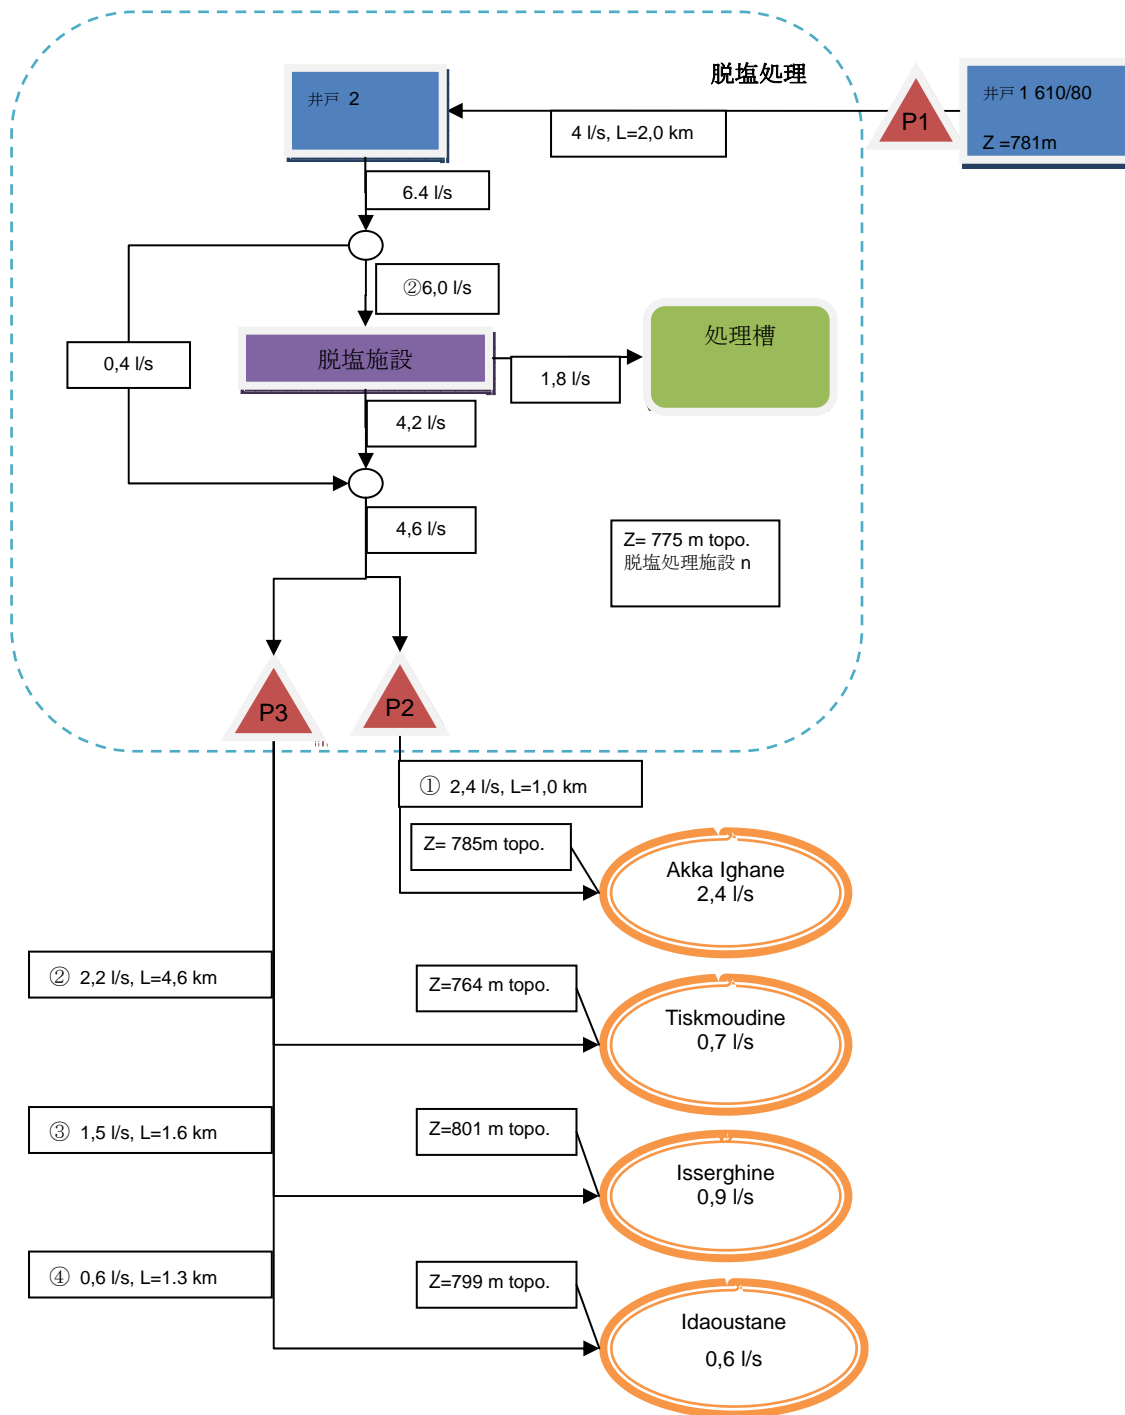 脱塩処理
井戸 2
井戸 1 610/80
Z =781m
P1
4 l/s, L=2,0 km
6.4 l/s
②6,0 l/s
0,4 l/s
脱塩施設
処理槽
1,8 l/s
4,2 l/s
4,6 l/s
Z= 775 m topo.
脱塩処理施設 n
P3
P2
① 2,4 l/s, L=1,0 km
Z= 785m topo.
Akka Ighane
2,4 l/s
② 2,2 l/s, L=4,6 km
Z=764 m topo.
Tiskmoudine
0,7 l/s
③ 1,5 l/s, L=1.6 km
Z=801 m topo.
Isserghine
0,9 l/s
④ 0,6 l/s, L=1.3 km
Z=799 m topo.
Idaoustane
0,6 l/s